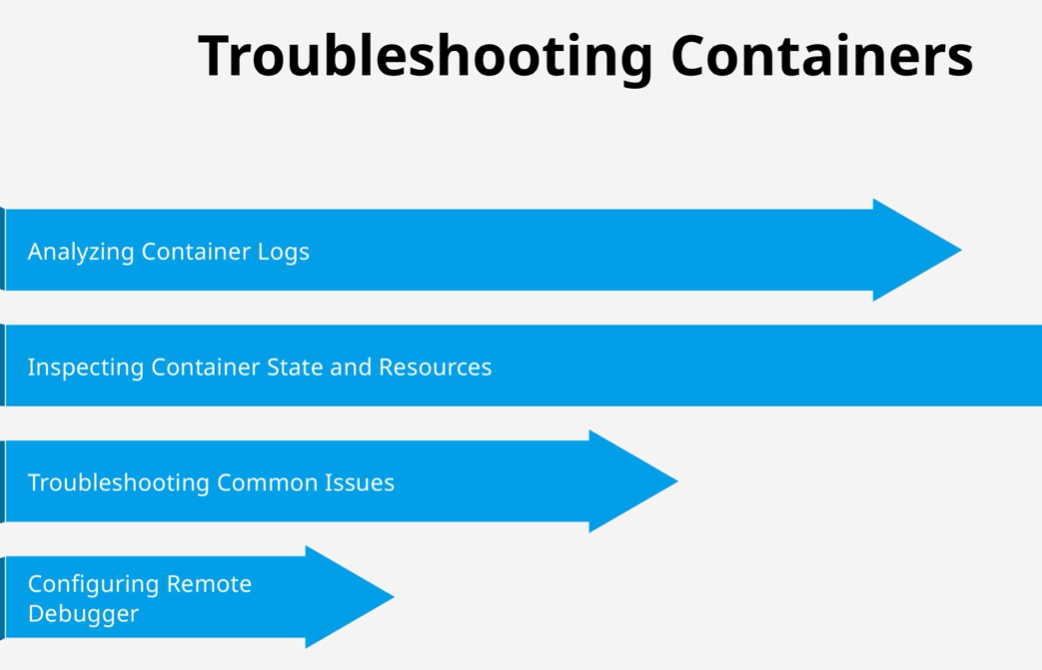 Troubleshooting Containers
Analyzing Container Logs
Inspecting Container State and Resources
Troubleshooting Common Issues
Configuring Remote
Debugger